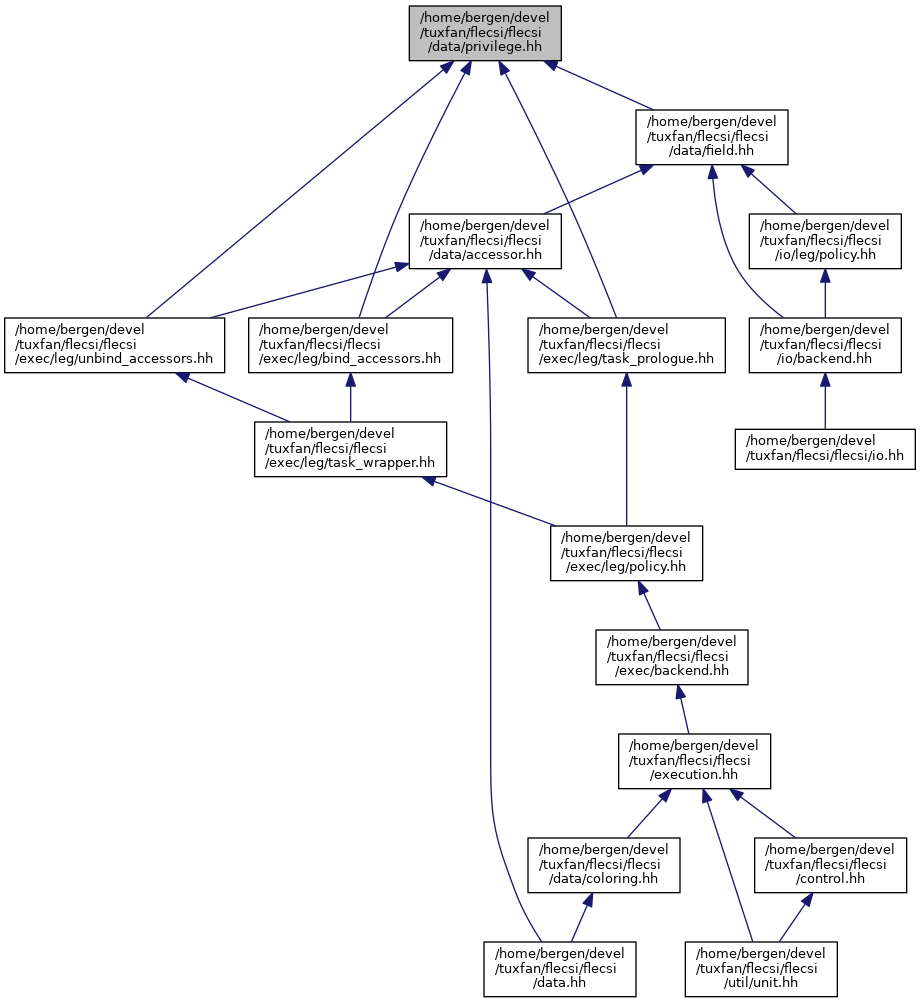 /home/bergen/devel
/tuxfan/flecsi/flecsi
/data/privilege.hh
/home/bergen/devel
/tuxfan/flecsi/flecsi
/data/field.hh
/home/bergen/devel
/tuxfan/flecsi/flecsi
/data/accessor.hh
/home/bergen/devel
/tuxfan/flecsi/flecsi
/io/leg/policy.hh
/home/bergen/devel
/tuxfan/flecsi/flecsi
/exec/leg/unbind_accessors.hh
/home/bergen/devel
/tuxfan/flecsi/flecsi
/exec/leg/bind_accessors.hh
/home/bergen/devel
/tuxfan/flecsi/flecsi
/exec/leg/task_prologue.hh
/home/bergen/devel
/tuxfan/flecsi/flecsi
/io/backend.hh
/home/bergen/devel
/tuxfan/flecsi/flecsi
/exec/leg/task_wrapper.hh
/home/bergen/devel
/tuxfan/flecsi/flecsi/io.hh
/home/bergen/devel
/tuxfan/flecsi/flecsi
/exec/leg/policy.hh
/home/bergen/devel
/tuxfan/flecsi/flecsi
/exec/backend.hh
/home/bergen/devel
/tuxfan/flecsi/flecsi
/execution.hh
/home/bergen/devel
/tuxfan/flecsi/flecsi
/data/coloring.hh
/home/bergen/devel
/tuxfan/flecsi/flecsi
/control.hh
/home/bergen/devel
/tuxfan/flecsi/flecsi
/data.hh
/home/bergen/devel
/tuxfan/flecsi/flecsi
/util/unit.hh